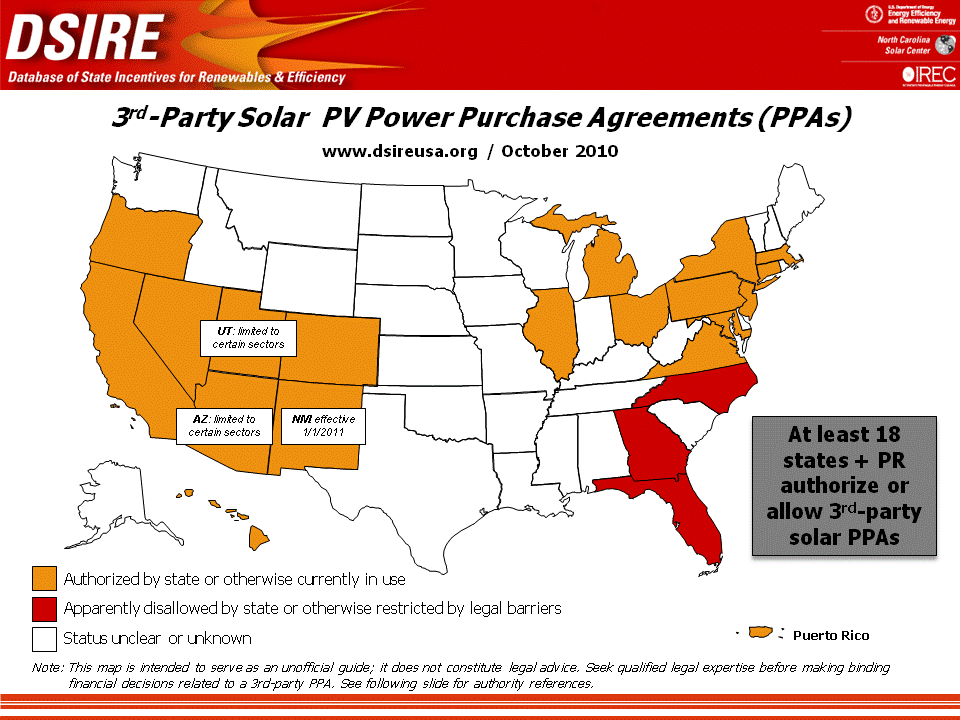 DSIRE
Database of State Incentives for Renewables & Efficiency
U.S. Department of Energy
Energy Efficiency
and Renewable Energy
North Carolina
Solar Center
IREC
3rd-Party Solar PV Power Purchase Agreements (PPAs)
www.dsireusa.org / October 2010
UT: limited to
certain sectors
AZ: limited to
certain sectors
NM: effective
1/1/2011
At least 18
states + PR
authorize or
allow 3rd-party
solar PPAs
Authorized by state or otherwise currently in use
Apparently disallowed by state or otherwise restricted by legal barriers
Status unclear or unknown
Puerto Rico
Note: This map is intended to serve as an unofficial guide; it does not constitute legal advice. Seek qualified legal expertise before making binding
financial decisions related to a 3rd-party PPA. See following slide for authority references.